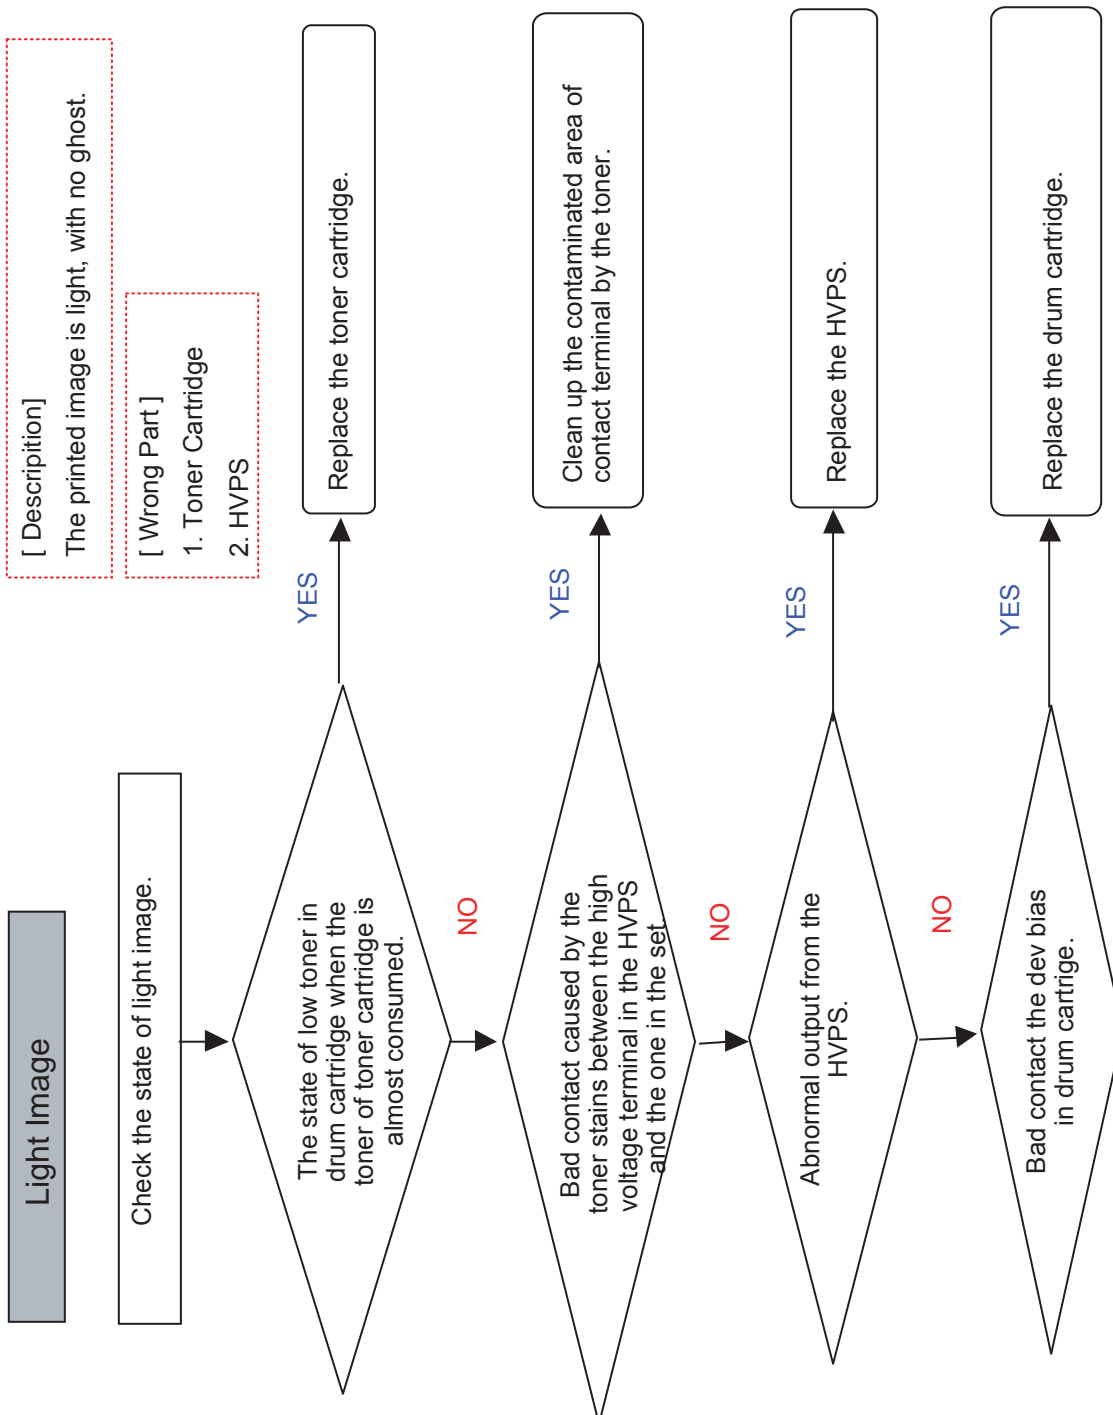 Light Image
[ Descripition]
The printed image is light, with no ghost.
[ Wrong Part ]
1. Toner Cartridge
2. HVPS
Check the state of light image.
The state of low toner in
drum cartridge when the
toner of toner cartridge is
almost consumed.
YES
Replace the toner cartridge.
NO
Bad contact caused by the
toner stains between the high
voltage terminal in the HVPS
and the one in the set.
YES
Clean up the contaminated area of
contact terminal by the toner.
NO
Abnormal output from the
HVPS.
YES
Replace the HVPS.
NO
Bad contact the dev bias
in drum cartrige.
YES
Replace the drum cartridge.